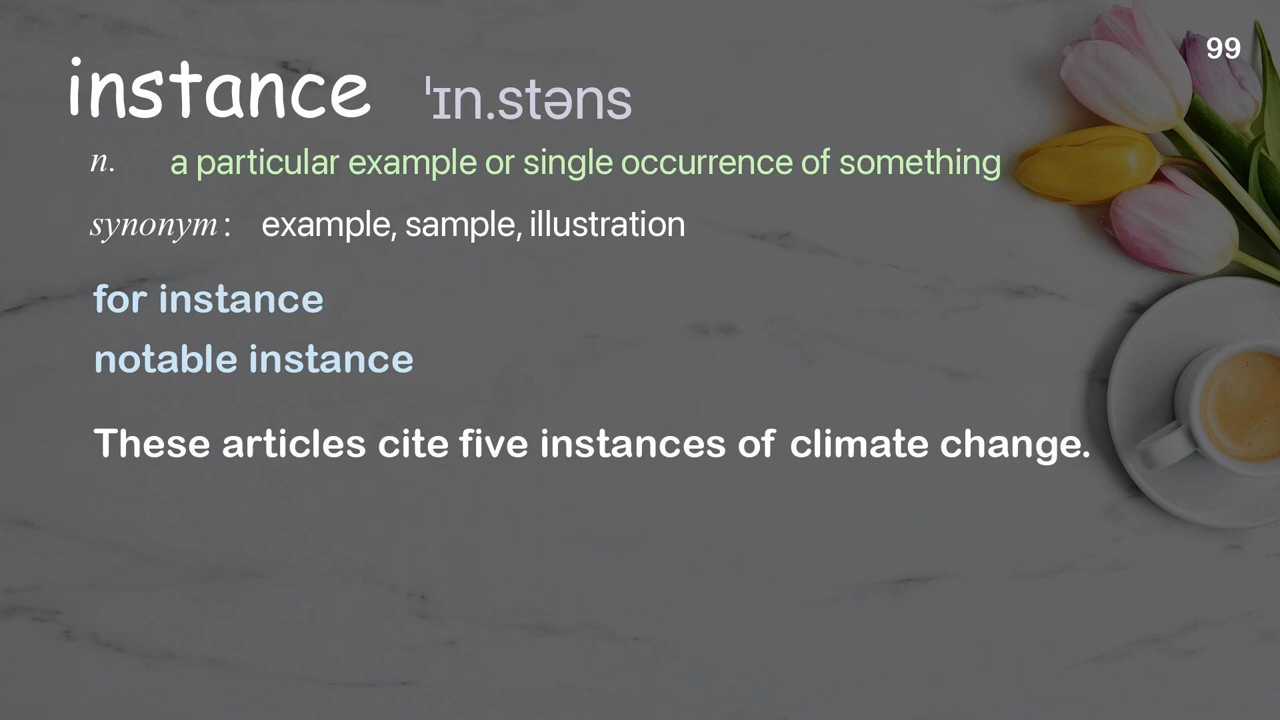 99
instance ˈɪn.stəns
n. a particular example or single occurrence of something
synonym : example, sample, illustration
for instance
notable instance
These articles cite five instances of climate change.